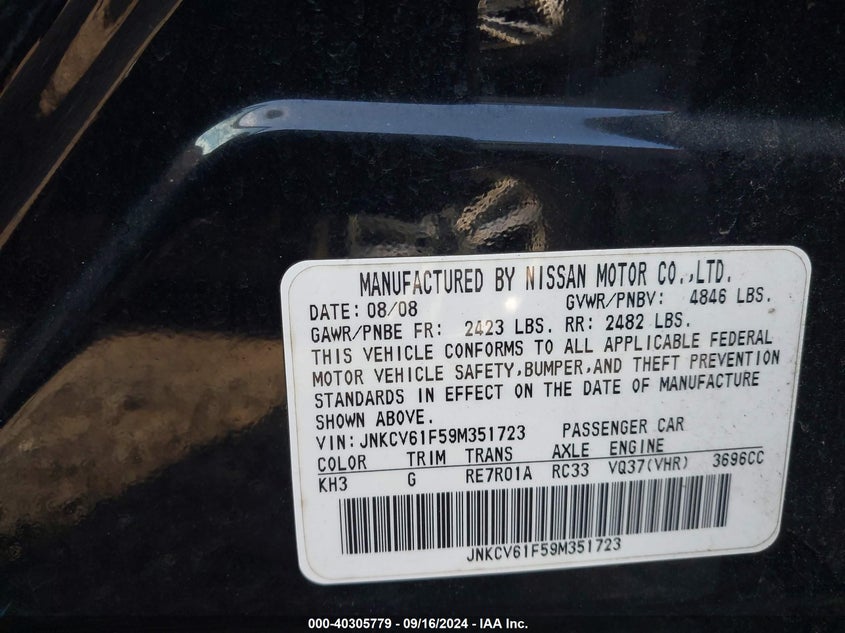 MANUFACTURED BY NISSAN MOTOR CO.,LTD.
DATE: 08/08 GVWR/PNBV: 4846 LBS.
GAWR/PNBE FR: 2423 LBS. RR: 2482 LBS.
THIS VEHICLE CONFORMS TO ALL APPLICABLE FEDERAL
MOTOR VEHICLE SAFETY,BUMPER,AND THEFT PREVENTION
STANDARDS IN EFFECT ON THE DATE OF MANUFACTURE
SHOWN ABOVE.
VIN: JNKCV61F59M351723 PASSENGER CAR
COLOR TRIM TRANS AXLE ENGINE
KH3 G RE7R01A RC33 VQ37(VHR) 3696CC
JNKCV61F59M351723
000-40305779 - 09/16/2024 - IAA Inc.